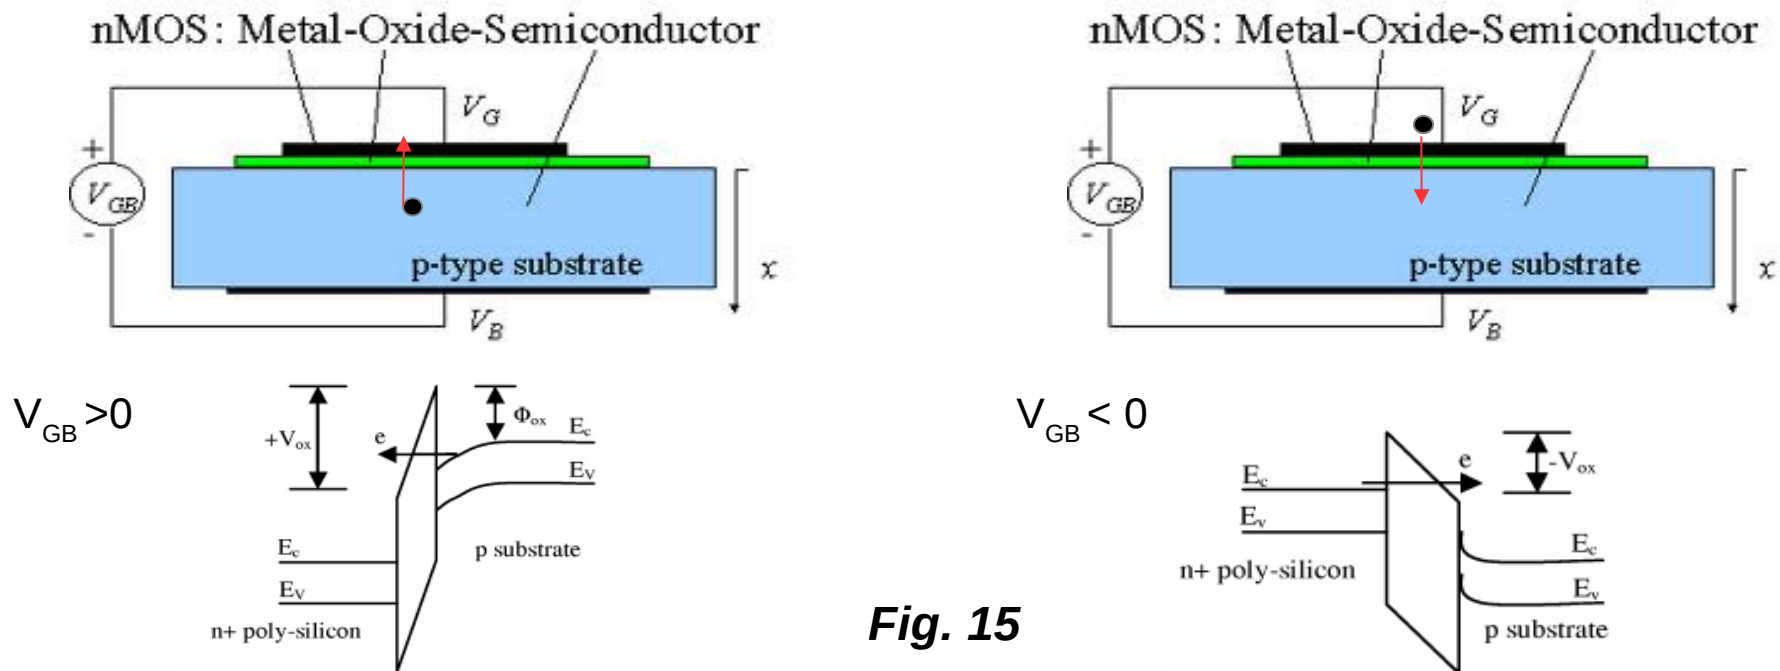 nMOS: Metal-Oxide-Semiconductor
V_G
+
V_GB
-
p-type substrate
x
V_B
V_GB >0
+V_ox
Φ_ox
e
E_c
E_V
E_c
p substrate
E_V
n+ poly-silicon
nMOS: Metal-Oxide-Semiconductor
V_G
+
V_GB
-
p-type substrate
x
V_B
V_GB < 0
e
-V_ox
E_c
E_v
E_c
n+ poly-silicon
E_v
p substrate
Fig. 15